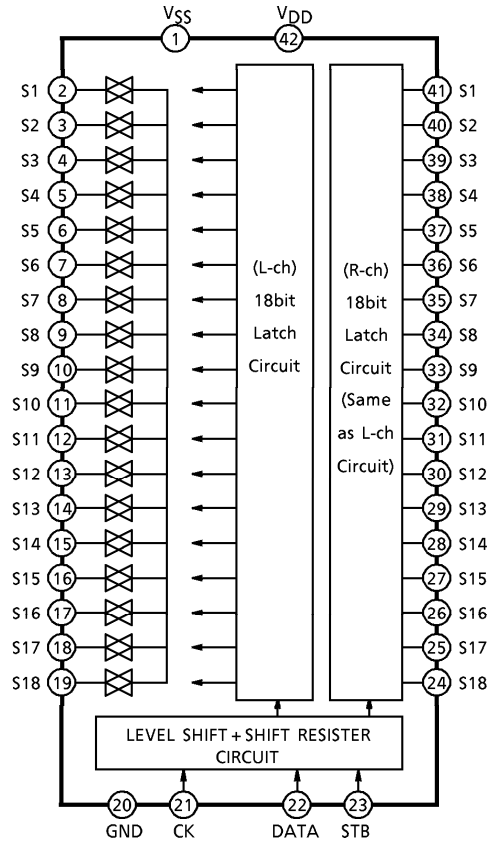 VSS VDD
1 42
S1 2 41 S1
S2 3 40 S2
S3 4 39 S3
S4 5 38 S4
S5 6 37 S5
S6 7 36 S6
S7 8 35 S7
S8 9 34 S8
S9 10 33 S9
S10 11 32 S10
S11 12 31 S11
S12 13 30 S12
S13 14 29 S13
S14 15 28 S14
S15 16 27 S15
S16 17 26 S16
S17 18 25 S17
S18 19 24 S18
(L-ch)
18bit
Latch
Circuit
(R-ch)
18bit
Latch
Circuit
(Same
as L-ch
Circuit)
LEVEL SHIFT + SHIFT RESISTER
CIRCUIT
20 21 22 23
GND CK DATA STB